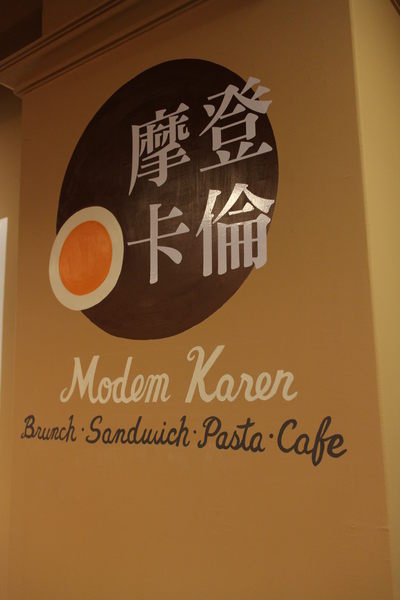 摩登
卡倫
Modem Karen
Brunch · Sandwich · Pasta · Cafe